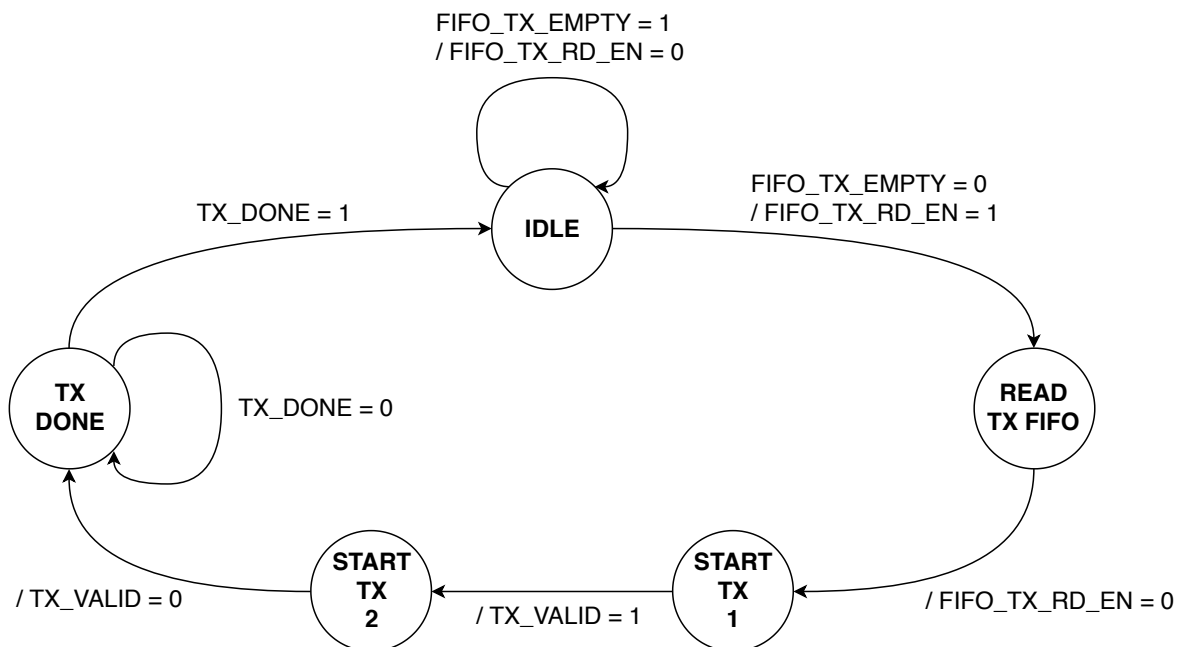 FIFO_TX_EMPTY = 1
/ FIFO_TX_RD_EN = 0
FIFO_TX_EMPTY = 0
/ FIFO_TX_RD_EN = 1
TX_DONE = 1
IDLE
TX
DONE
TX_DONE = 0
READ
TX FIFO
START
TX
2
START
TX
1
/ TX_VALID = 0
/ TX_VALID = 1
/ FIFO_TX_RD_EN = 0